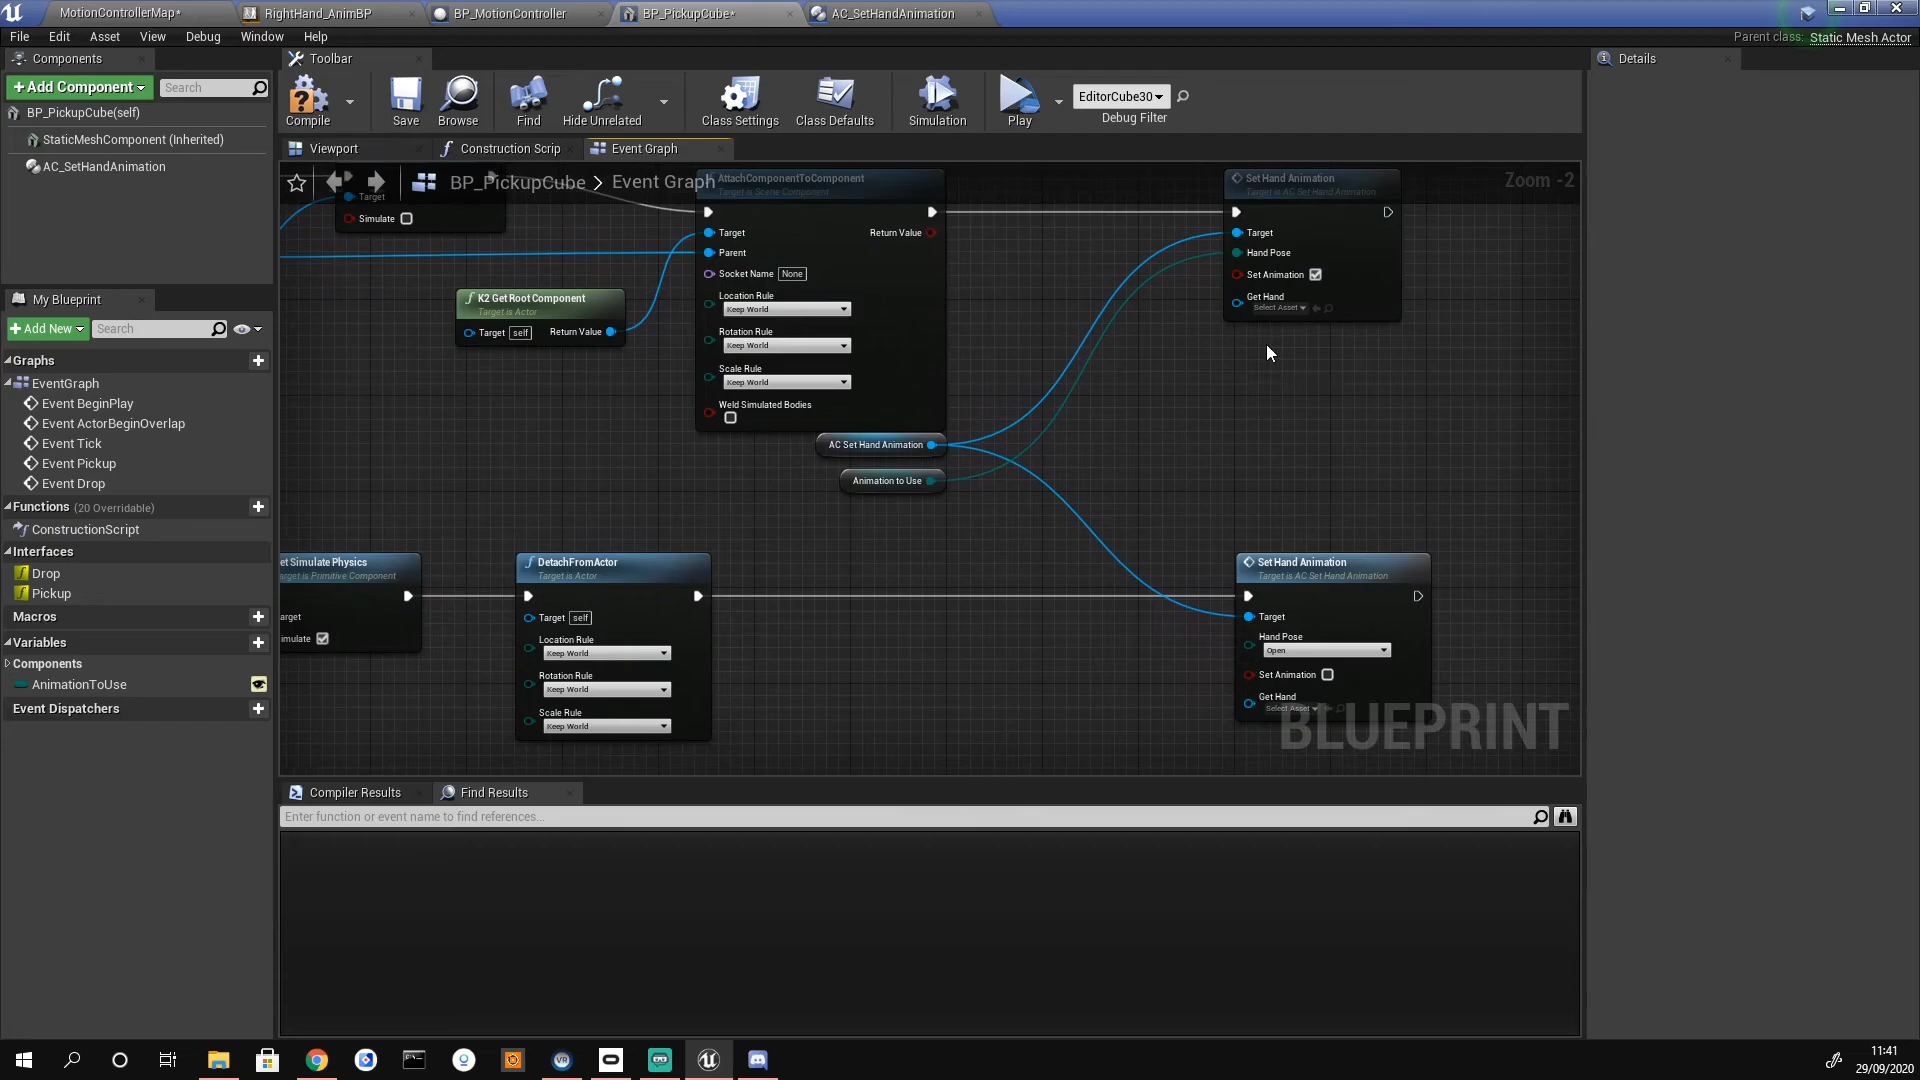 MotionControllerMap*
RightHand_AnimBP
BP_MotionController
BP_PickupCube*
AC_SetHandAnimation
File Edit Asset View Debug Window Help
Parent class: Static Mesh Actor
Components
Toolbar
Details
+Add Component
Search
BP_PickupCube(self)
StaticMeshComponent (Inherited)
AC_SetHandAnimation
Compile
Save
Browse
Find
Hide Unrelated
Class Settings
Class Defaults
Simulation
Play
EditorCube30
Debug Filter
Viewport
Construction Scrip
Event Graph
BP_PickupCube > Event Graph
Zoom -2
Target
Simulate
AttachComponentToComponent
Target is Scene Component
Target
Return Value
Parent
Socket Name None
Location Rule
Keep World
Rotation Rule
Keep World
Scale Rule
Keep World
Weld Simulated Bodies
K2 Get Root Component
Target is Actor
Target self Return Value
Set Hand Animation
Target is AC Set Hand Animation
Target
Hand Pose
Set Animation
Get Hand
Select Asset
AC Set Hand Animation
Animation to Use
et Simulate Physics
arget is Primitive Component
arget
imulate
DetachFromActor
Target is Actor
Target self
Location Rule
Keep World
Rotation Rule
Keep World
Scale Rule
Keep World
Set Hand Animation
Target is AC Set Hand Animation
Target
Hand Pose
Open
Set Animation
Get Hand
Select Asset
BLUEPRINT
My Blueprint
+Add New
Search
Graphs
EventGraph
Event BeginPlay
Event ActorBeginOverlap
Event Tick
Event Pickup
Event Drop
Functions (20 Overridable)
ConstructionScript
Interfaces
Drop
Pickup
Macros
Variables
Components
AnimationToUse
Event Dispatchers
Compiler Results
Find Results
Enter function or event name to find references...
11:41
29/09/2020